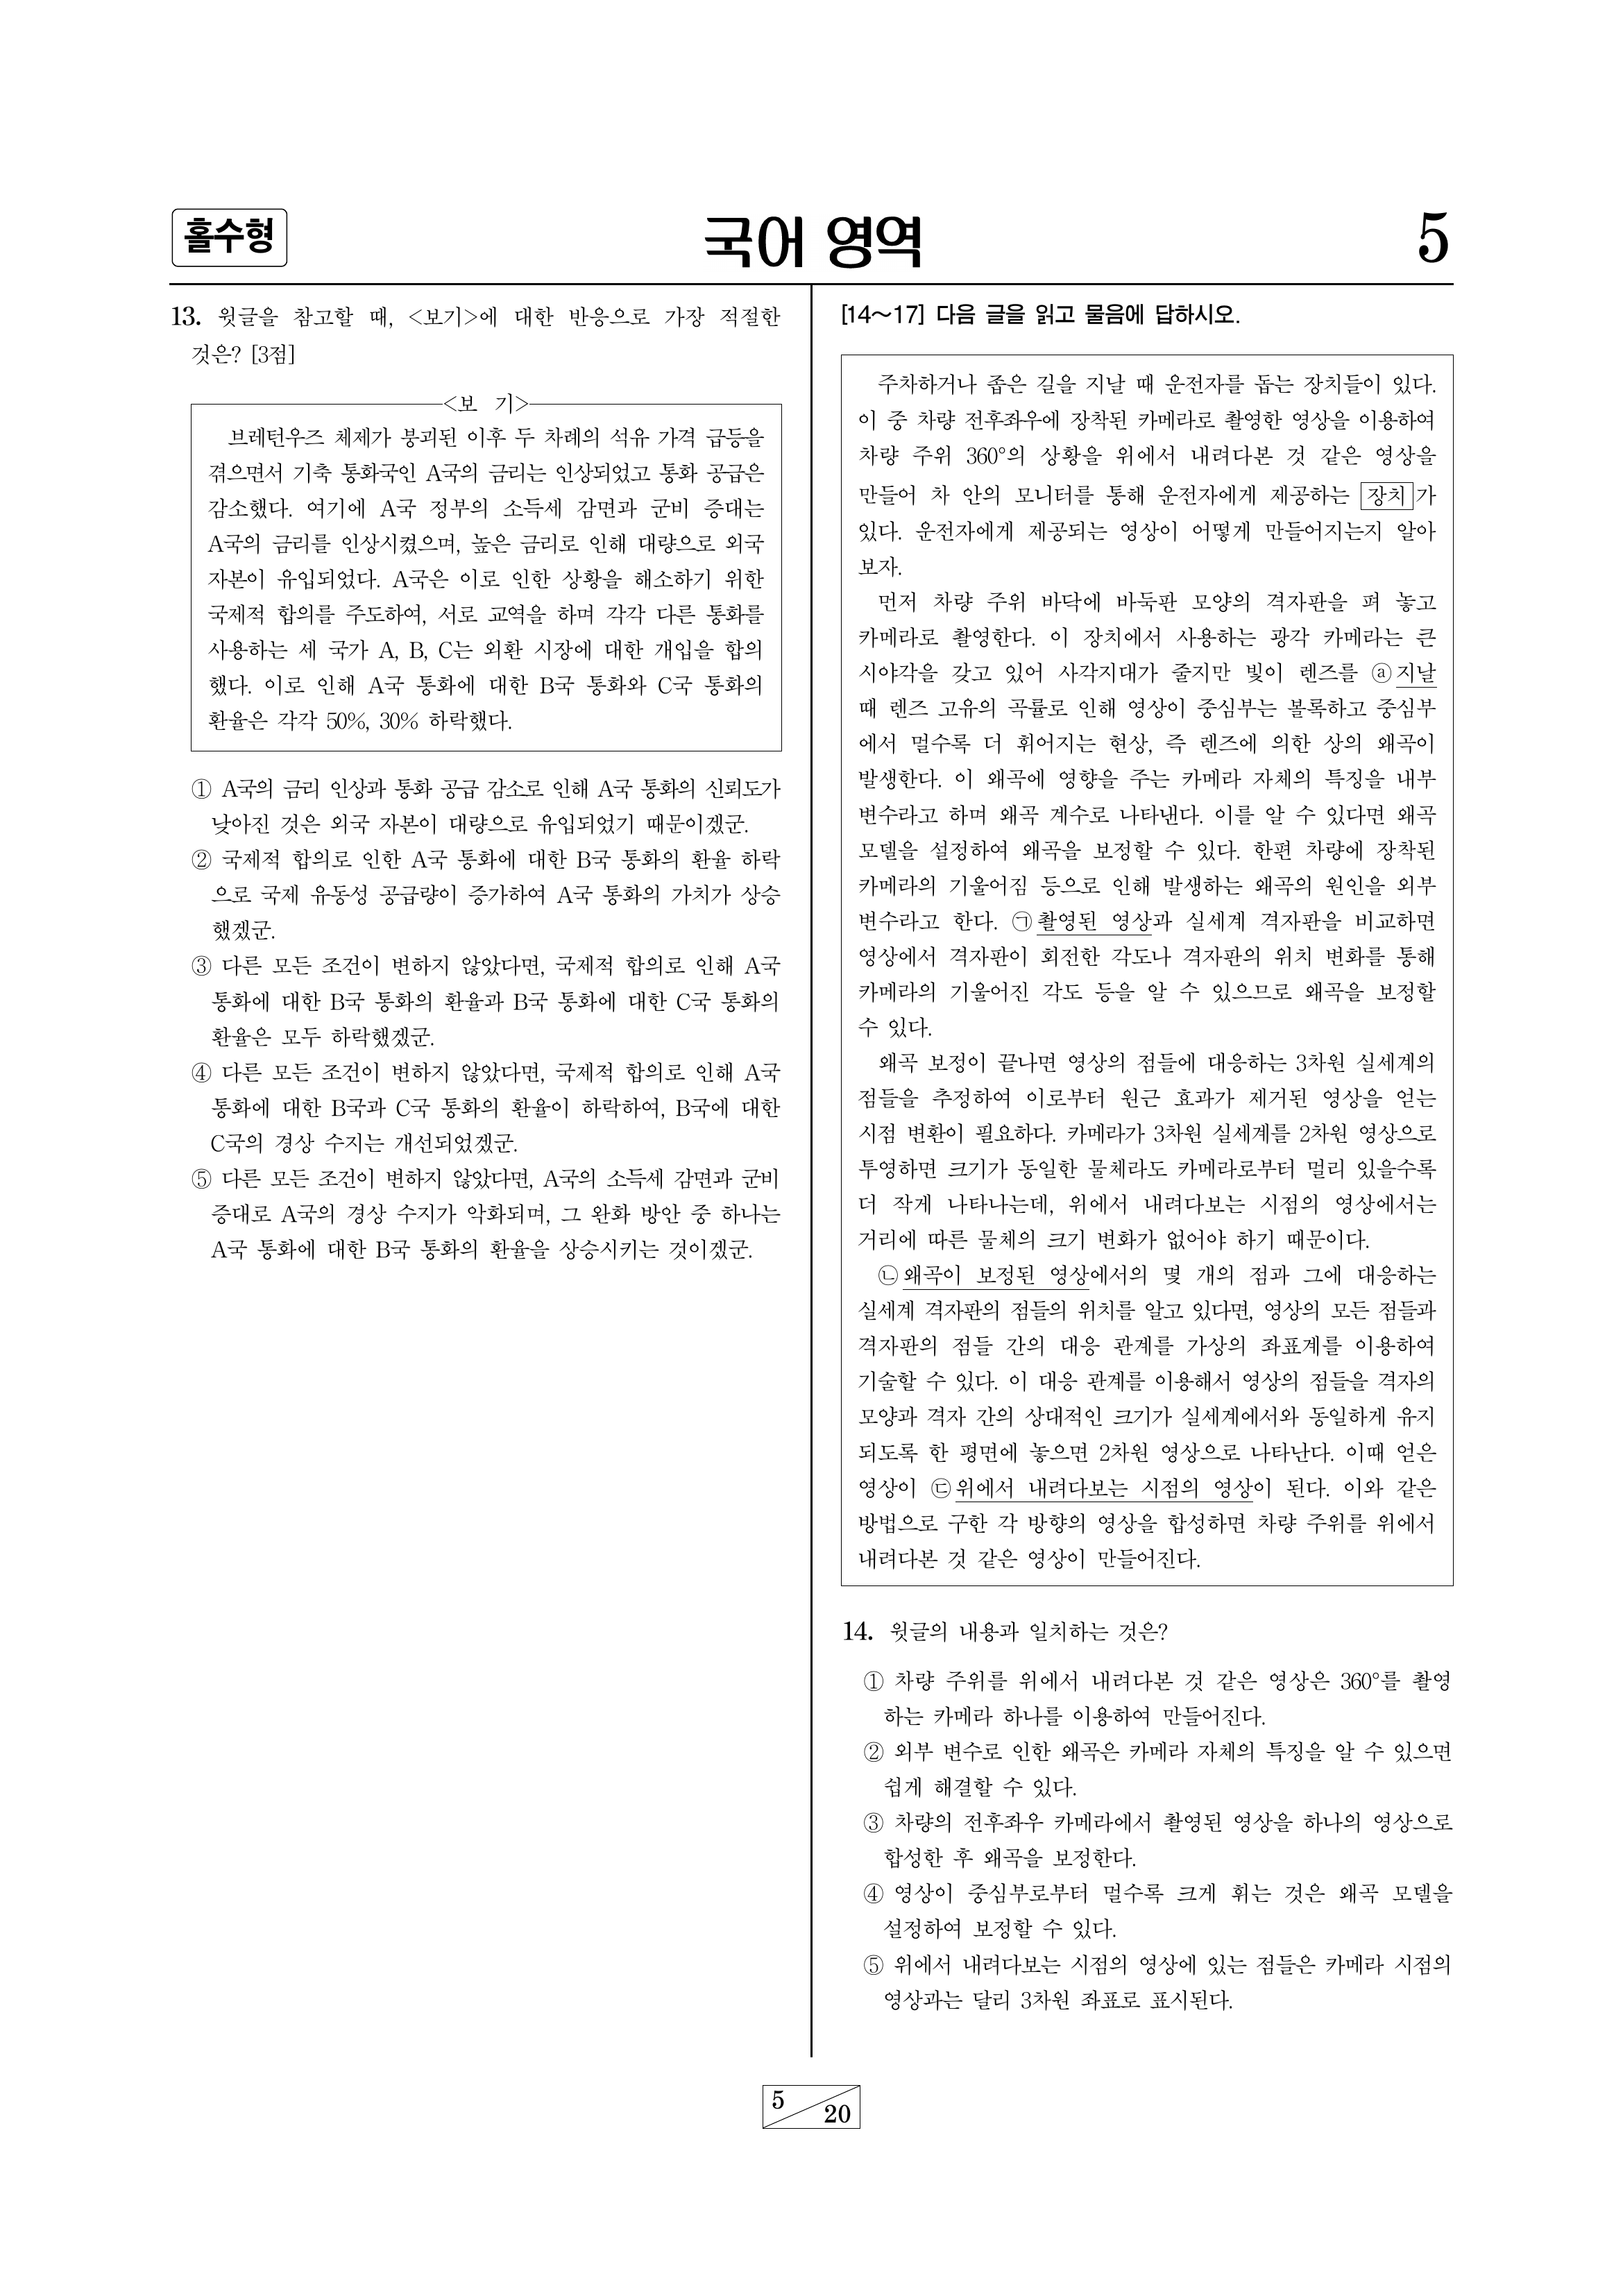 홀수형
국어 영역
5
13. 윗글을 참고할 때, <보기>에 대한 반응으로 가장 적절한
것은? [3점]
<보 기>
브레턴우즈 체제가 붕괴된 이후 두 차례의 석유 가격 급등을
겪으면서 기축 통화국인 A국의 금리는 인상되었고 통화 공급은
감소했다. 여기에 A국 정부의 소득세 감면과 군비 증대는
A국의 금리를 인상시켰으며, 높은 금리로 인해 대량으로 외국
자본이 유입되었다. A국은 이로 인한 상황을 해소하기 위한
국제적 합의를 주도하여, 서로 교역을 하며 각각 다른 통화를
사용하는 세 국가 A, B, C는 외환 시장에 대한 개입을 합의
했다. 이로 인해 A국 통화에 대한 B국 통화와 C국 통화의
환율은 각각 50%, 30% 하락했다.
① A국의 금리 인상과 통화 공급 감소로 인해 A국 통화의 신뢰도가
낮아진 것은 외국 자본이 대량으로 유입되었기 때문이겠군.
② 국제적 합의로 인한 A국 통화에 대한 B국 통화의 환율 하락
으로 국제 유동성 공급량이 증가하여 A국 통화의 가치가 상승
했겠군.
③ 다른 모든 조건이 변하지 않았다면, 국제적 합의로 인해 A국
통화에 대한 B국 통화의 환율과 B국 통화에 대한 C국 통화의
환율은 모두 하락했겠군.
④ 다른 모든 조건이 변하지 않았다면, 국제적 합의로 인해 A국
통화에 대한 B국과 C국 통화의 환율이 하락하여, B국에 대한
C국의 경상 수지는 개선되었겠군.
⑤ 다른 모든 조건이 변하지 않았다면, A국의 소득세 감면과 군비
증대로 A국의 경상 수지가 악화되며, 그 완화 방안 중 하나는
A국 통화에 대한 B국 통화의 환율을 상승시키는 것이겠군.
[14～17] 다음 글을 읽고 물음에 답하시오.
주차하거나 좁은 길을 지날 때 운전자를 돕는 장치들이 있다.
이 중 차량 전후좌우에 장착된 카메라로 촬영한 영상을 이용하여
차량 주위 360°의 상황을 위에서 내려다본 것 같은 영상을
만들어 차 안의 모니터를 통해 운전자에게 제공하는 장치가
있다. 운전자에게 제공되는 영상이 어떻게 만들어지는지 알아
보자.
먼저 차량 주위 바닥에 바둑판 모양의 격자판을 펴 놓고
카메라로 촬영한다. 이 장치에서 사용하는 광각 카메라는 큰
시야각을 갖고 있어 사각지대가 줄지만 빛이 렌즈를 ⓐ지날
때 렌즈 고유의 곡률로 인해 영상이 중심부는 볼록하고 중심부
에서 멀수록 더 휘어지는 현상, 즉 렌즈에 의한 상의 왜곡이
발생한다. 이 왜곡에 영향을 주는 카메라 자체의 특징을 내부
변수라고 하며 왜곡 계수로 나타낸다. 이를 알 수 있다면 왜곡
모델을 설정하여 왜곡을 보정할 수 있다. 한편 차량에 장착된
카메라의 기울어짐 등으로 인해 발생하는 왜곡의 원인을 외부
변수라고 한다. ㉠촬영된 영상과 실세계 격자판을 비교하면
영상에서 격자판이 회전한 각도나 격자판의 위치 변화를 통해
카메라의 기울어진 각도 등을 알 수 있으므로 왜곡을 보정할
수 있다.
왜곡 보정이 끝나면 영상의 점들에 대응하는 3차원 실세계의
점들을 추정하여 이로부터 원근 효과가 제거된 영상을 얻는
시점 변환이 필요하다. 카메라가 3차원 실세계를 2차원 영상으로
투영하면 크기가 동일한 물체라도 카메라로부터 멀리 있을수록
더 작게 나타나는데, 위에서 내려다보는 시점의 영상에서는
거리에 따른 물체의 크기 변화가 없어야 하기 때문이다.
㉡왜곡이 보정된 영상에서의 몇 개의 점과 그에 대응하는
실세계 격자판의 점들의 위치를 알고 있다면, 영상의 모든 점들과
격자판의 점들 간의 대응 관계를 가상의 좌표계를 이용하여
기술할 수 있다. 이 대응 관계를 이용해서 영상의 점들을 격자의
모양과 격자 간의 상대적인 크기가 실세계에서와 동일하게 유지
되도록 한 평면에 놓으면 2차원 영상으로 나타난다. 이때 얻은
영상이 ㉢위에서 내려다보는 시점의 영상이 된다. 이와 같은
방법으로 구한 각 방향의 영상을 합성하면 차량 주위를 위에서
내려다본 것 같은 영상이 만들어진다.
14. 윗글의 내용과 일치하는 것은?
① 차량 주위를 위에서 내려다본 것 같은 영상은 360°를 촬영
하는 카메라 하나를 이용하여 만들어진다.
② 외부 변수로 인한 왜곡은 카메라 자체의 특징을 알 수 있으면
쉽게 해결할 수 있다.
③ 차량의 전후좌우 카메라에서 촬영된 영상을 하나의 영상으로
합성한 후 왜곡을 보정한다.
④ 영상이 중심부로부터 멀수록 크게 휘는 것은 왜곡 모델을
설정하여 보정할 수 있다.
⑤ 위에서 내려다보는 시점의 영상에 있는 점들은 카메라 시점의
영상과는 달리 3차원 좌표로 표시된다.
5
20